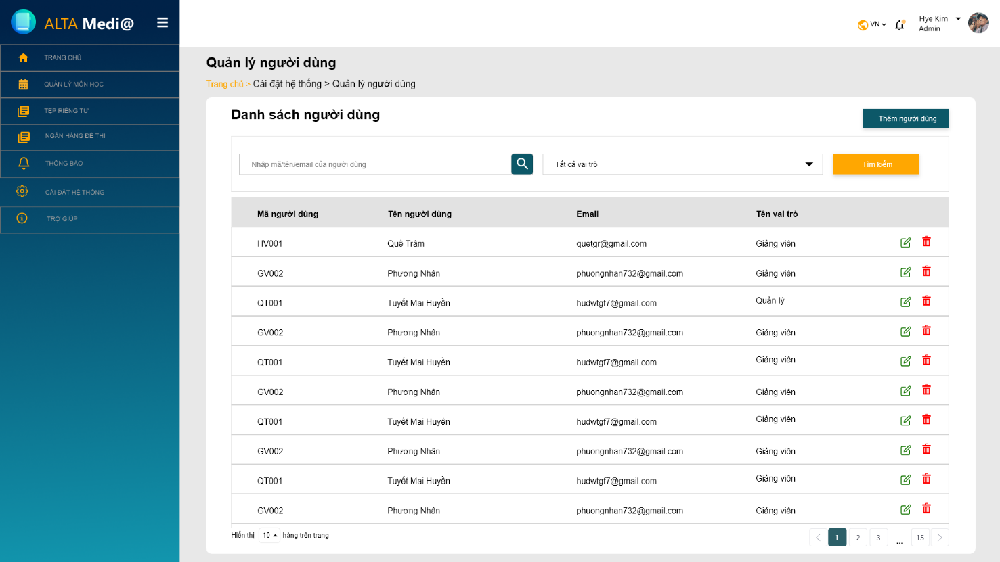 ALTA Medi@
VN
Hye Kim
Admin
TRANG CHỦ
QUẢN LÝ MÔN HỌC
TỆP RIÊNG TƯ
NGÂN HÀNG ĐỀ THI
THÔNG BÁO
CÀI ĐẶT HỆ THỐNG
TRỢ GIÚP
Quản lý người dùng
Trang chủ > Cài đặt hệ thống > Quản lý người dùng
Danh sách người dùng
Thêm người dùng
Nhập mã/tên/email của người dùng
Tất cả vai trò
Tìm kiếm
Mã người dùng Tên người dùng Email Tên vai trò
HV001 Quế Trâm quetgr@gmail.com Giảng viên
GV002 Phương Nhân phuongnhan732@gmail.com Giảng viên
QT001 Tuyết Mai Huyền hudwtgf7@gmail.com Quản lý
GV002 Phương Nhân phuongnhan732@gmail.com Giảng viên
QT001 Tuyết Mai Huyền hudwtgf7@gmail.com Giảng viên
GV002 Phương Nhân phuongnhan732@gmail.com Giảng viên
QT001 Tuyết Mai Huyền hudwtgf7@gmail.com Giảng viên
GV002 Phương Nhân phuongnhan732@gmail.com Giảng viên
QT001 Tuyết Mai Huyền hudwtgf7@gmail.com Giảng viên
GV002 Phương Nhân phuongnhan732@gmail.com Giảng viên
Hiển thị 10 hàng trên trang
1 2 3 ... 15